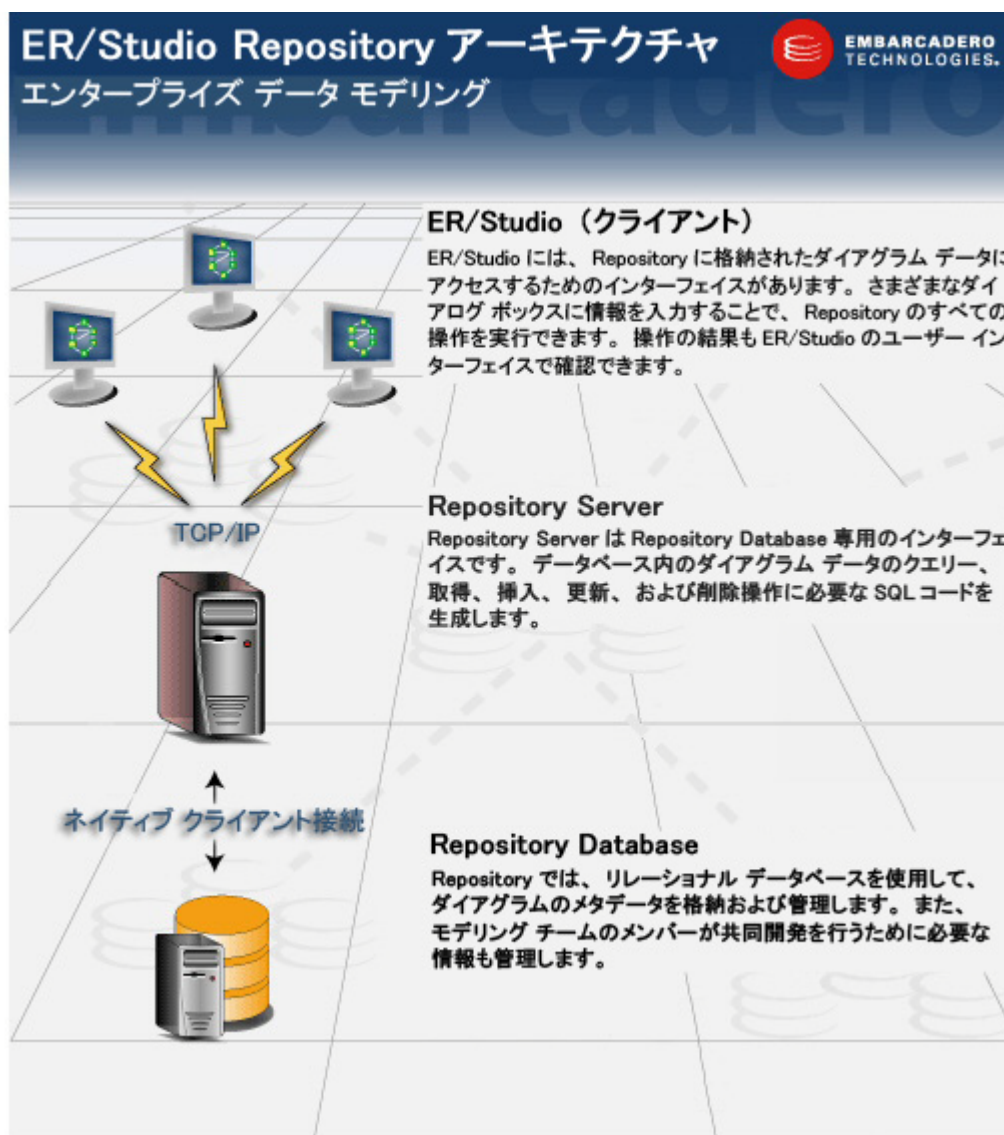 ER/Studio Repository アーキテクチャ
EMBARCADERO
TECHNOLOGIES.
エンタープライズ データ モデリング
Embarcadero
ER/Studio （クライアント）
ER/Studio には、 Repository に格納されたダイアグラム データに
アクセスするためのインターフェイスがあります。 さまざまなダイ
アログ ボックスに情報を入力することで、 Repository のすべての
操作を実行できます。 操作の結果も ER/Studio のユーザー イン
ターフェイスで確認できます。
TCP/IP
Repository Server
Repository Server は Repository Database 専用のインターフェ
イスです。 データベース内のダイアグラム データのクエリー、
取得、 挿入、 更新、 および削除操作に必要な SQL コードを
生成します。
ネイティブ クライアント接続
Repository Database
Repository では、 リレーショナル データベースを使用して、
ダイアグラムのメタデータを格納および管理します。 また、
モデリング チームのメンバーが共同開発を行うために必要な
情報も管理します。